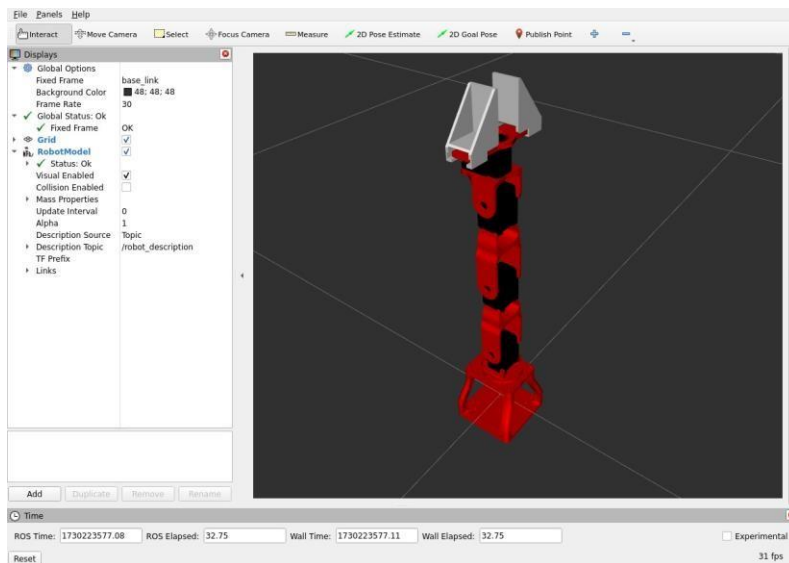 File Panels Help
Interact Move Camera Select Focus Camera Measure 2D Pose Estimate 2D Goal Pose Publish Point
Displays
Global Options
Fixed Frame base_link
Background Color 48; 48; 48
Frame Rate 30
Global Status: Ok
Fixed Frame OK
Grid
RobotModel
Status: Ok
Visual Enabled
Collision Enabled
Mass Properties
Update Interval 0
Alpha 1
Description Source Topic
Description Topic /robot_description
TF Prefix
Links
Add Duplicate Remove Rename
Time
ROS Time: 1730223577.08 ROS Elapsed: 32.75 Wall Time: 1730223577.11 Wall Elapsed: 32.75 Experimental
Reset 31 fps